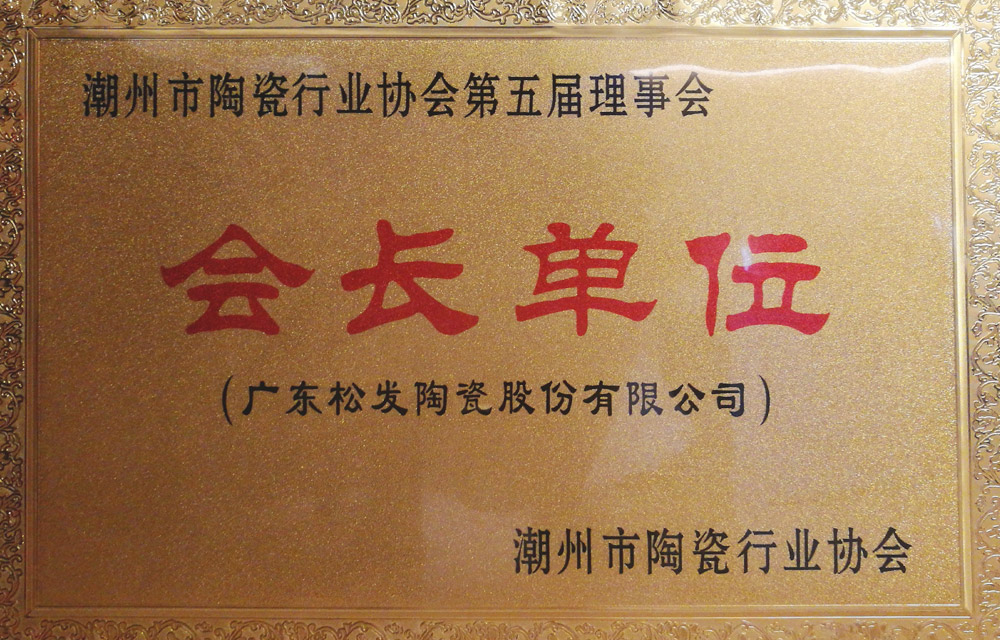 潮州市陶瓷行业协会第五届理事会
会长单位
(广东松发陶瓷股份有限公司)
潮州市陶瓷行业协会